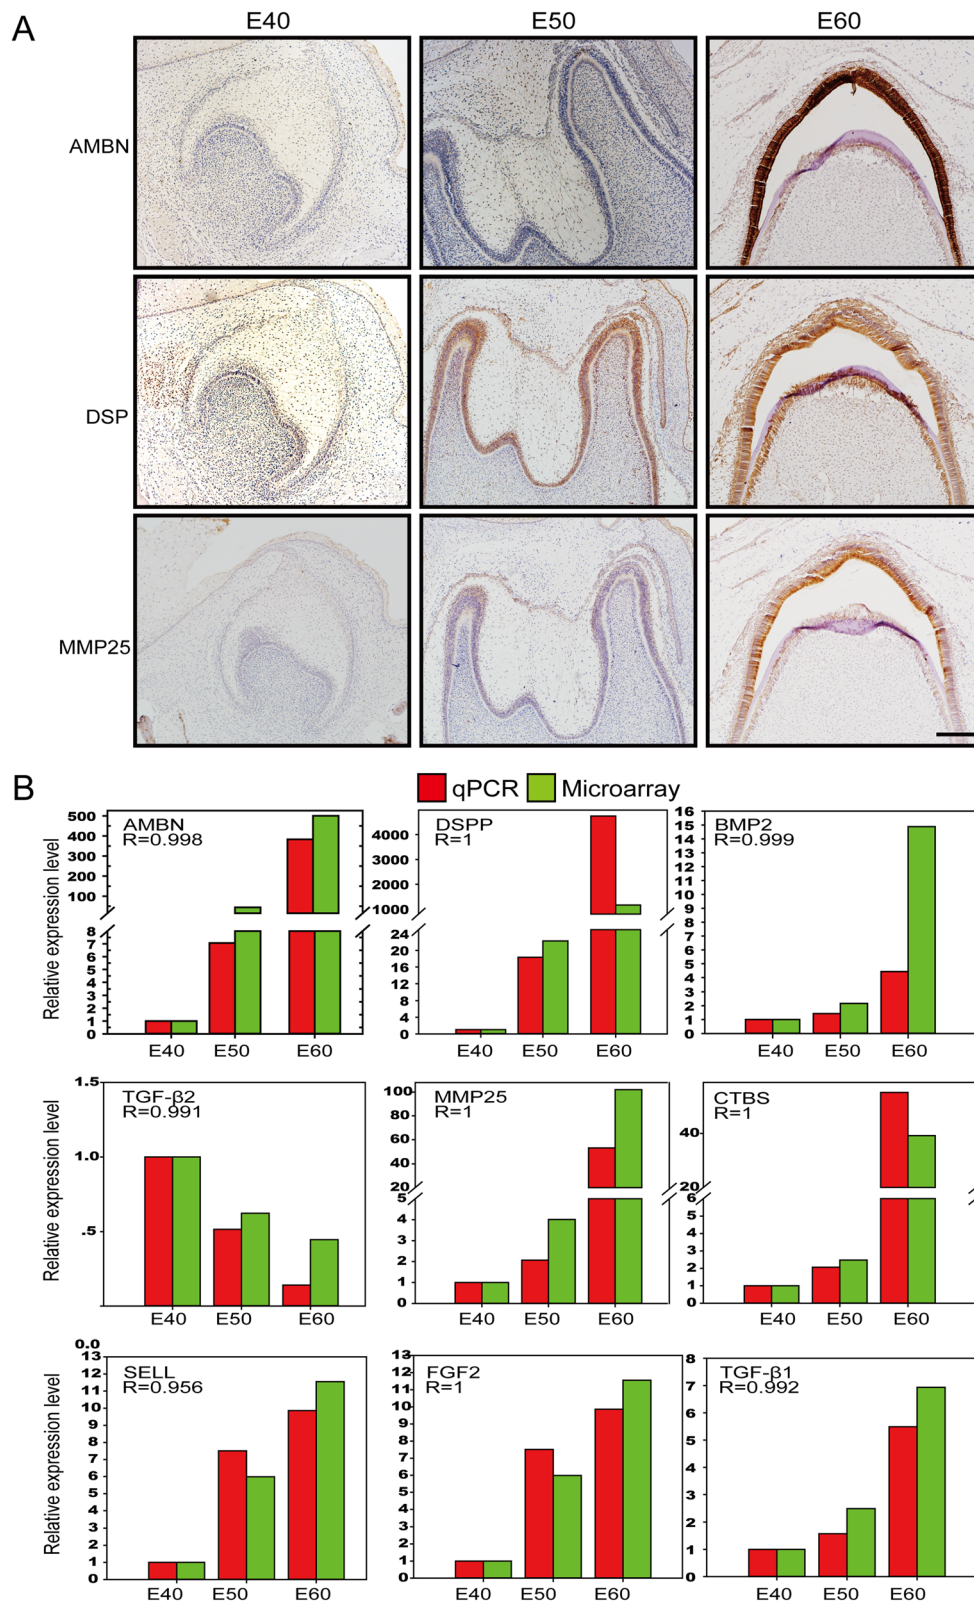 A
E40 E50 E60
AMBN
DSP
MMP25
B
qPCR Microarray
Relative expression level
AMBN
R=0.998
500
400
300
200
100
8
7
6
5
4
3
2
1
0
E40 E50 E60
DSPP
R=1
4000
3000
2000
1000
24
20
16
12
8
4
0
E40 E50 E60
BMP2
R=0.999
16
15
14
13
12
11
10
9
8
7
6
5
4
3
2
1
0
E40 E50 E60
Relative expression level
TGF-β2
R=0.991
1.5
1.0
.5
0.0
E40 E50 E60
MMP25
R=1
100
80
60
40
20
5
4
3
2
1
0
E40 E50 E60
CTBS
R=1
40
20
6
5
4
3
2
1
0
E40 E50 E60
Relative expression level
SELL
R=0.956
13
12
11
10
9
8
7
6
5
4
3
2
1
0
E40 E50 E60
FGF2
R=1
13
12
11
10
9
8
7
6
5
4
3
2
1
0
E40 E50 E60
TGF-β1
R=0.992
8
7
6
5
4
3
2
1
0
E40 E50 E60